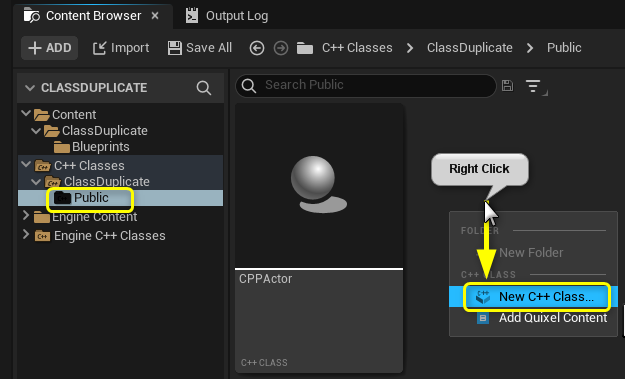 Content Browser
Output Log
+ ADD
Import
Save All
C++ Classes
ClassDuplicate
Public
CLASSDUPLICATE
Search Public
Content
ClassDuplicate
Blueprints
C++ Classes
ClassDuplicate
Public
Engine Content
Engine C++ Classes
CPPActor
C++ CLASS
Right Click
FOLDER
New Folder
C++ CLASS
New C++ Class...
Add Quixel Content